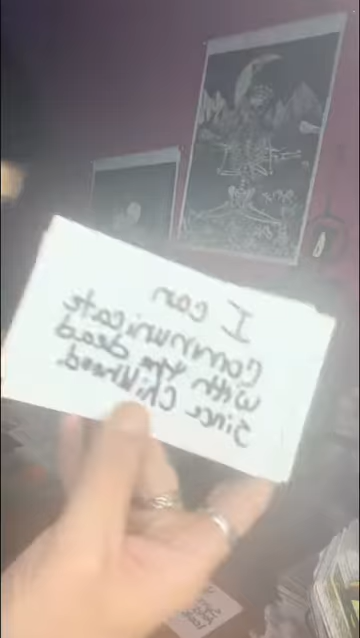 I can
Communicate
with the dead
since Childhood.